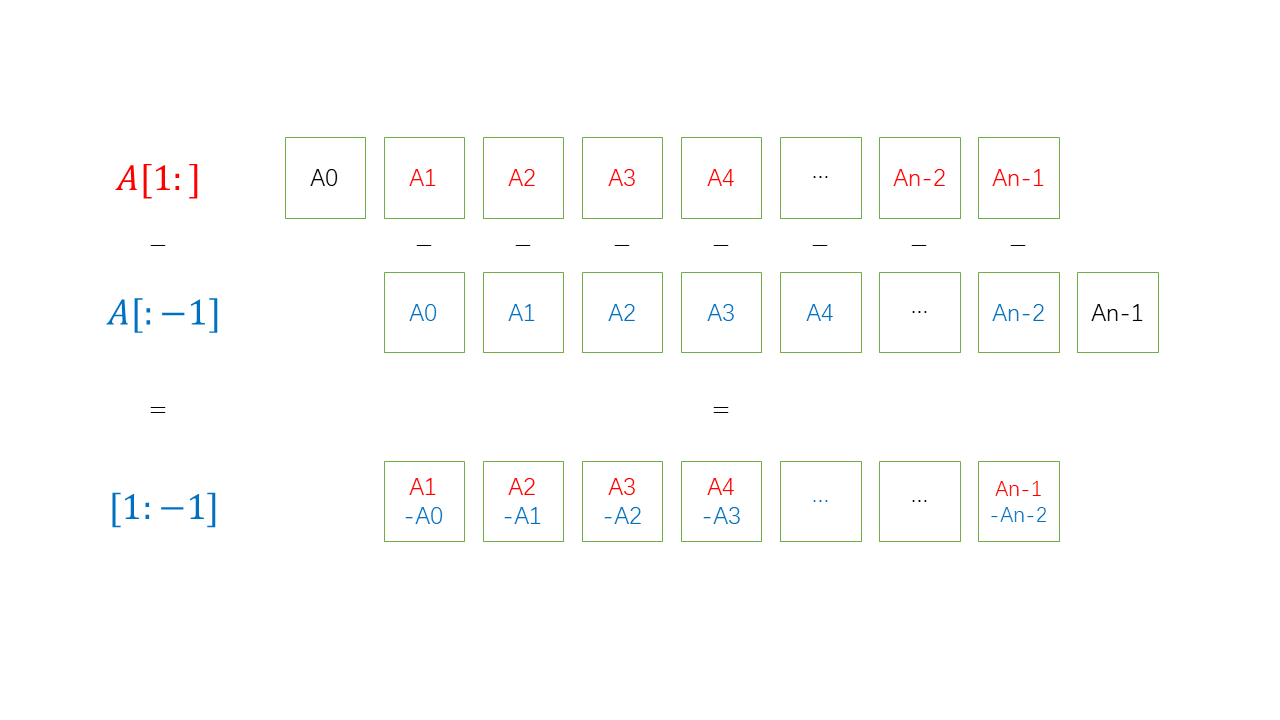 A[1: ] A0 A1 A2 A3 A4 ... An-2 An-1
− − − − − − − −
A[: −1] A0 A1 A2 A3 A4 ... An-2 An-1
= =
[1: −1] A1 -A0 A2 -A1 A3 -A2 A4 -A3 ... ... An-1 -An-2